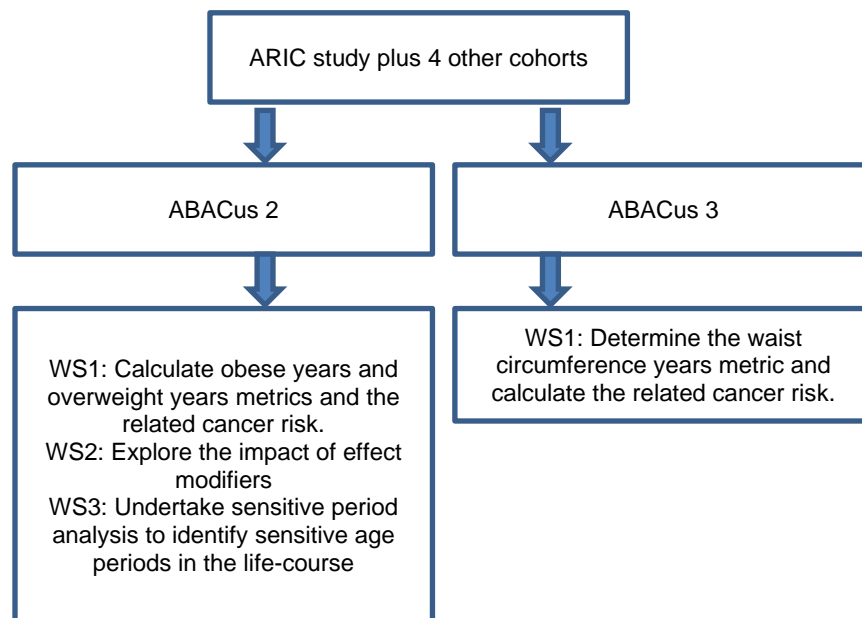 ARIC study plus 4 other cohorts
ABACus 2
ABACus 3
WS1: Calculate obese years and
overweight years metrics and the
related cancer risk.
WS2: Explore the impact of effect
modifiers
WS3: Undertake sensitive period
analysis to identify sensitive age
periods in the life-course
WS1: Determine the waist
circumference years metric and
calculate the related cancer risk.